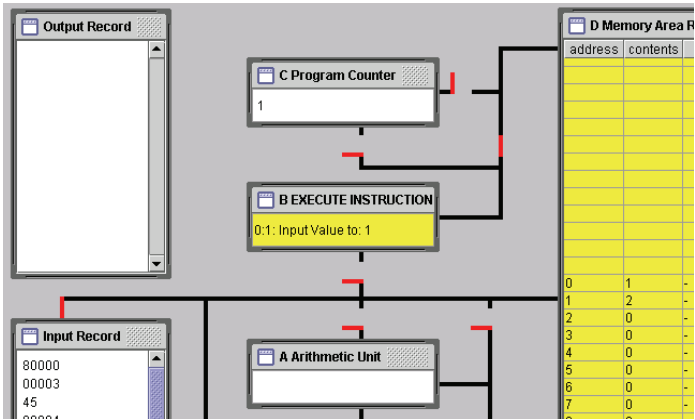 Output Record
C Program Counter
1
B EXECUTE INSTRUCTION
0:1: Input Value to: 1
D Memory Area R
address contents
0 1 -
1 2 -
2 0 -
3 0 -
4 0 -
5 0 -
6 0 -
7 0 -
Input Record
80000
00003
45
A Arithmetic Unit